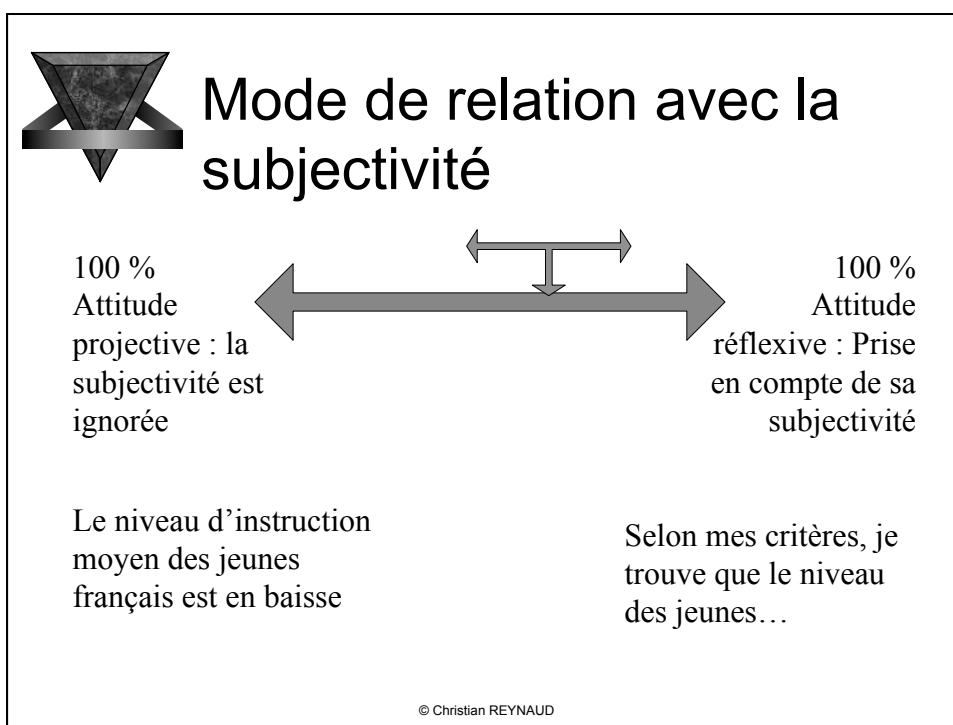 Mode de relation avec la
subjectivité
100 %
Attitude
projective : la
subjectivité est
ignorée
100 %
Attitude
réflexive : Prise
en compte de sa
subjectivité
Le niveau d’instruction
moyen des jeunes
français est en baisse
Selon mes critères, je
trouve que le niveau
des jeunes…
© Christian REYNAUD